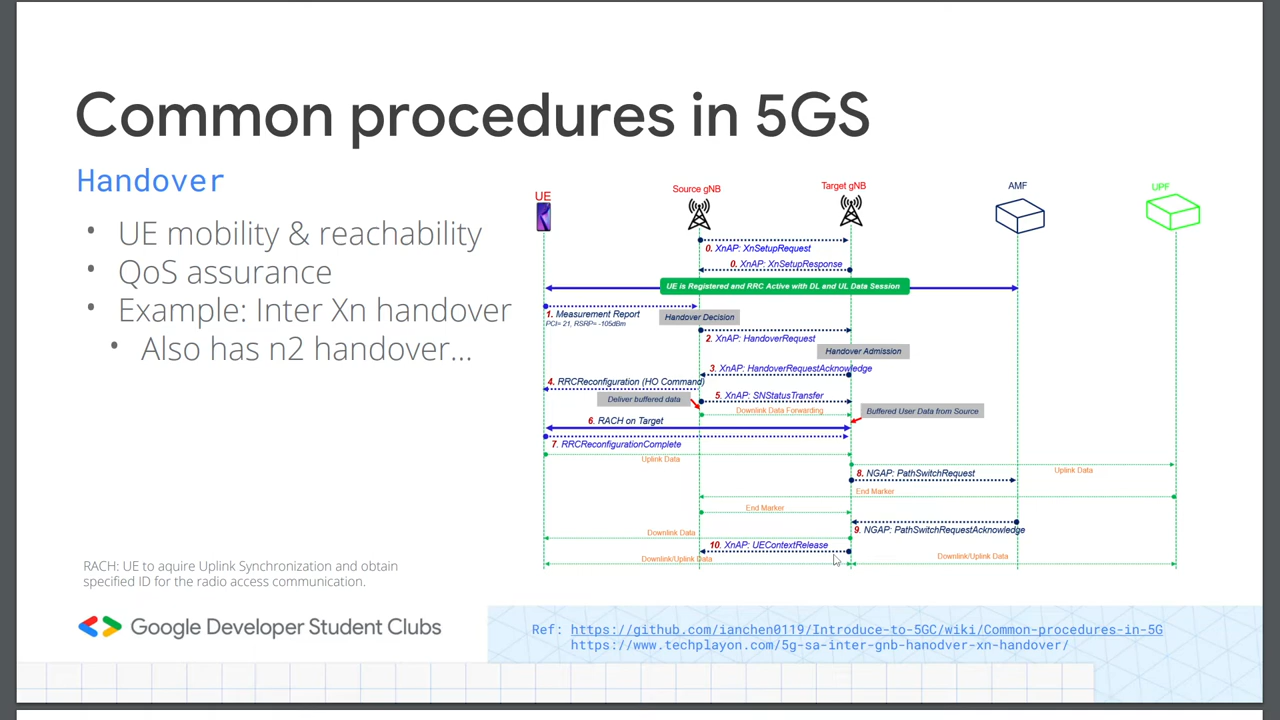 Common procedures in 5GS
Handover
• UE mobility & reachability
• QoS assurance
• Example: Inter Xn handover
• Also has n2 handover...
UE
Source gNB
Target gNB
AMF
UPF
0. XnAP: XnSetupRequest
0. XnAP: XnSetupResponse
UE is Registered and RRC Active with DL and UL Data Session
1. Measurement Report
PCI= 21, RSRP= -105dBm
Handover Decision
2. XnAP: HandoverRequest
Handover Admission
3. XnAP: HandoverRequestAcknowledge
4. RRCReconfiguration (HO Command)
Deliver buffered data
5. XnAP: SNStatusTransfer
Downlink Data Forwarding
Buffered User Data from Source
6. RACH on Target
7. RRCReconfigurationComplete
Uplink Data
Uplink Data
8. NGAP: PathSwitchRequest
End Marker
End Marker
9. NGAP: PathSwitchRequestAcknowledge
Downlink Data
10. XnAP: UEContextRelease
Downlink/Uplink Data
Downlink/Uplink Data
RACH: UE to aquire Uplink Synchronization and obtain
specified ID for the radio access communication.
Google Developer Student Clubs
Ref: https://github.com/ianchen0119/Introduce-to-5GC/wiki/Common-procedures-in-5G
https://www.techplayon.com/5g-sa-inter-gnb-hanodver-xn-handover/